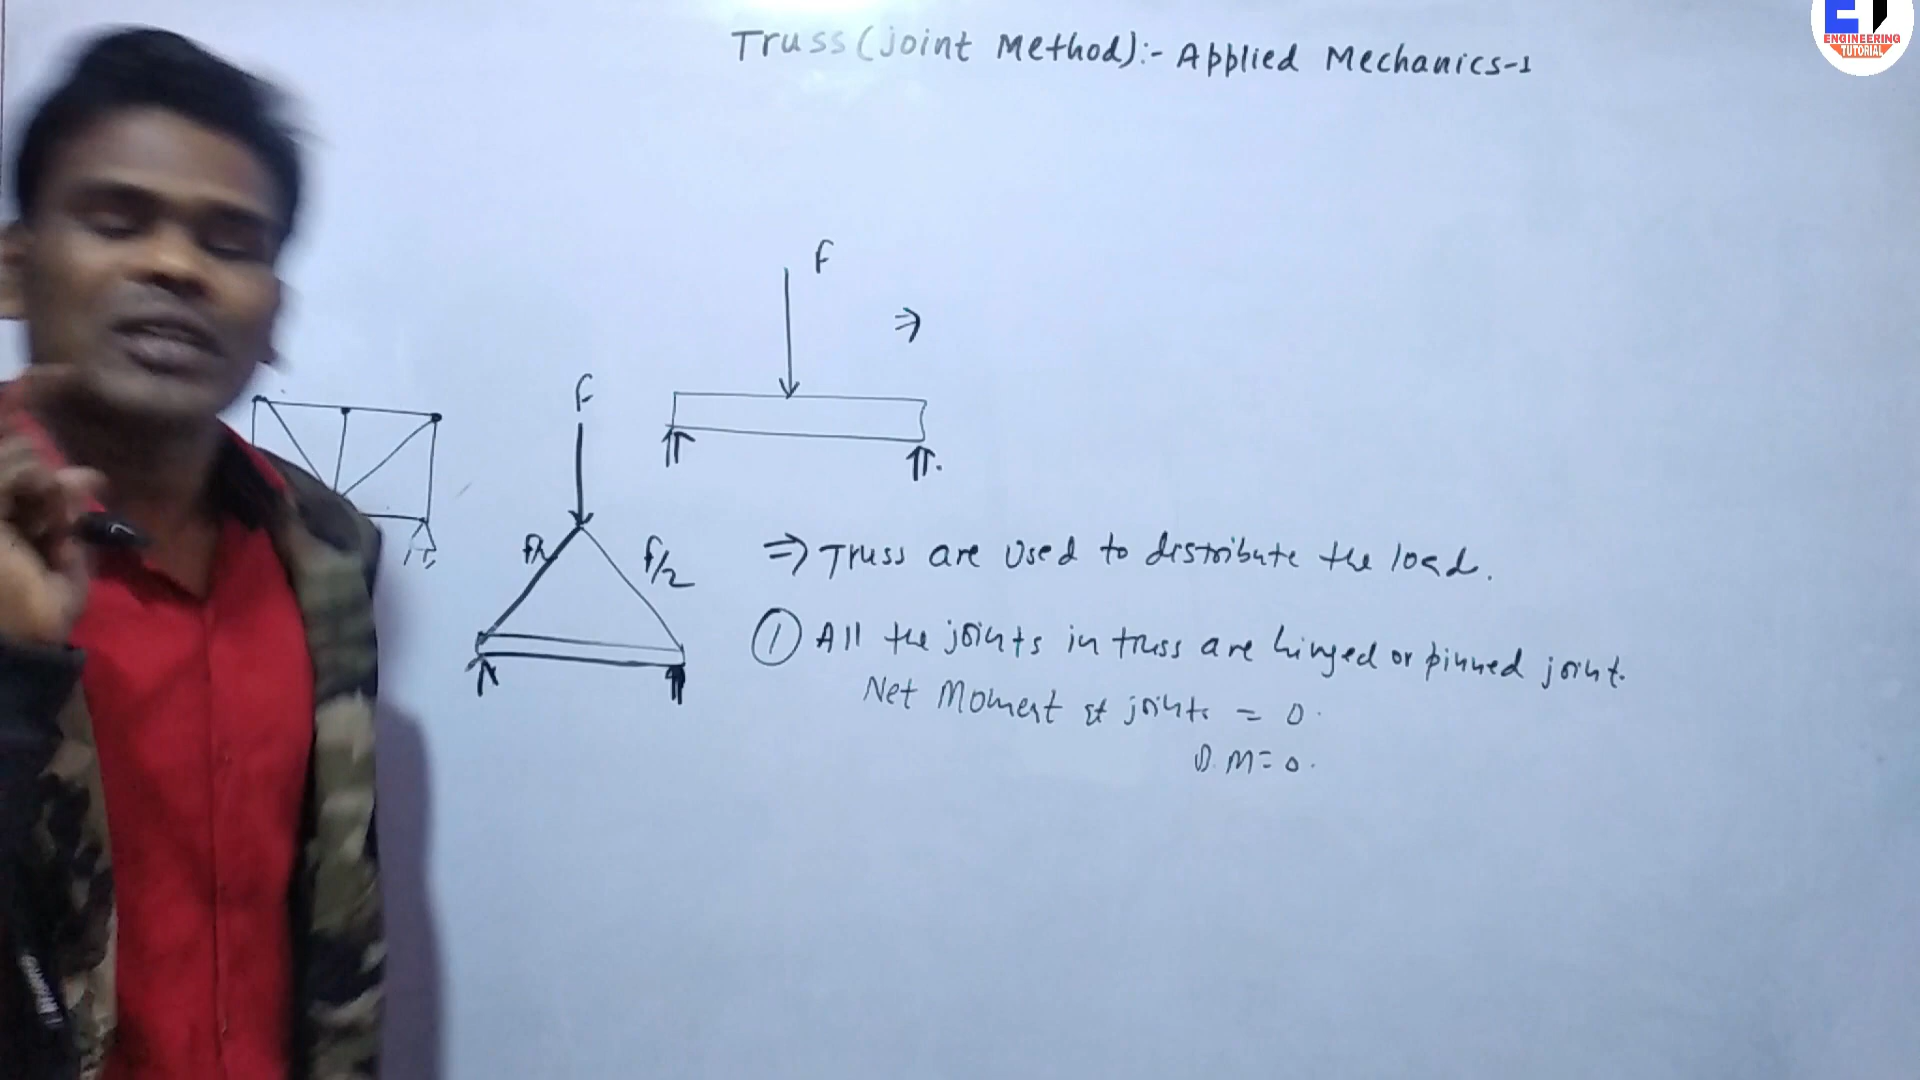 Truss (joint Method):- Applied Mechanics-1
ET
ENGINEERING
TUTORIAL
F
⇒
F
F/2
F/2
⇒ Truss are used to distribute the load.
① All the joints in truss are hinged or pinned joint.
Net Moment at joints = 0.
M = 0.